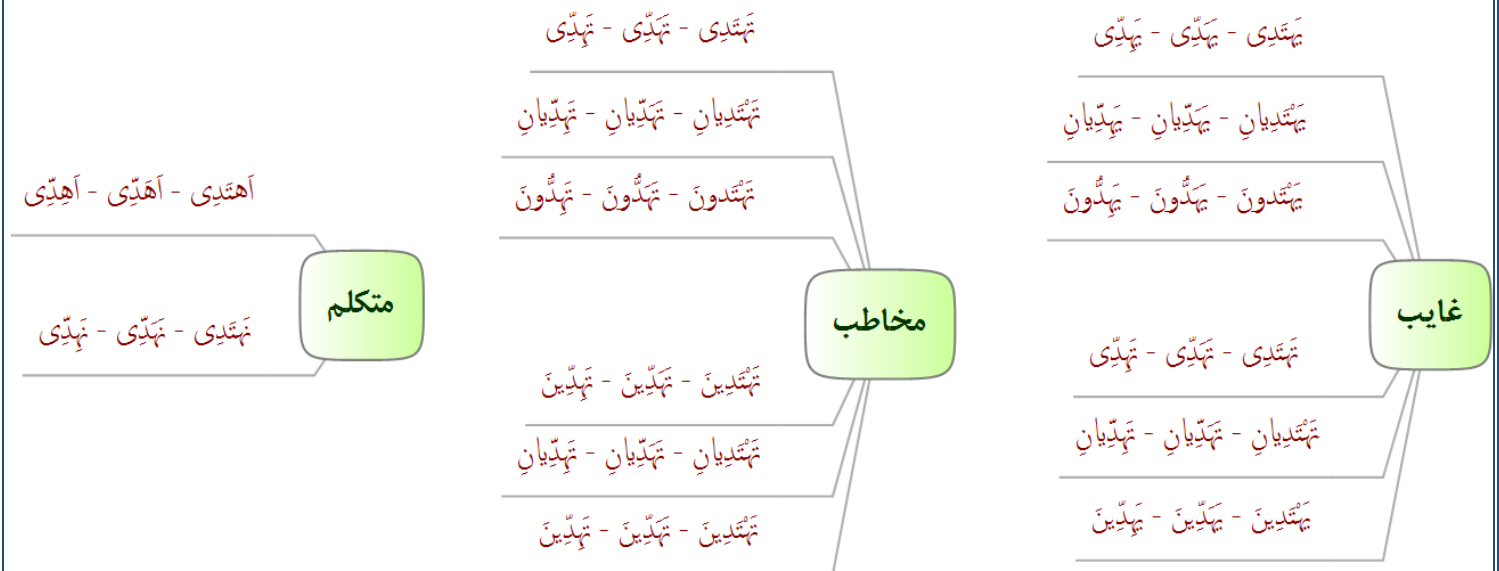 غایب
یَهتَدِی - یَهَدِّی - یَهِدِّی
یَهْتَدِیانِ - یَهَدِّیانِ - یَهِدِّیانِ
یَهْتَدونَ - یَهَدُّونَ - یَهِدُّونَ
تَهتَدِی - تَهَدِّی - تَهِدِّی
تَهْتَدِیانِ - تَهَدِّیانِ - تَهِدِّیانِ
یَهْتَدِینَ - یَهَدِّینَ - یَهِدِّینَ
مخاطب
تَهتَدِی - تَهَدِّی - تَهِدِّی
تَهْتَدِیانِ - تَهَدِّیانِ - تَهِدِّیانِ
تَهْتَدونَ - تَهَدُّونَ - تَهِدُّونَ
تَهْتَدِینَ - تَهَدِّینَ - تَهِدِّینَ
تَهْتَدِیانِ - تَهَدِّیانِ - تَهِدِّیانِ
تَهْتَدِینَ - تَهَدِّینَ - تَهِدِّینَ
متکلم
اَهتَدِی - اَهَدِّی - اَهِدِّی
نَهتَدِی - نَهَدِّی - نَهِدِّی